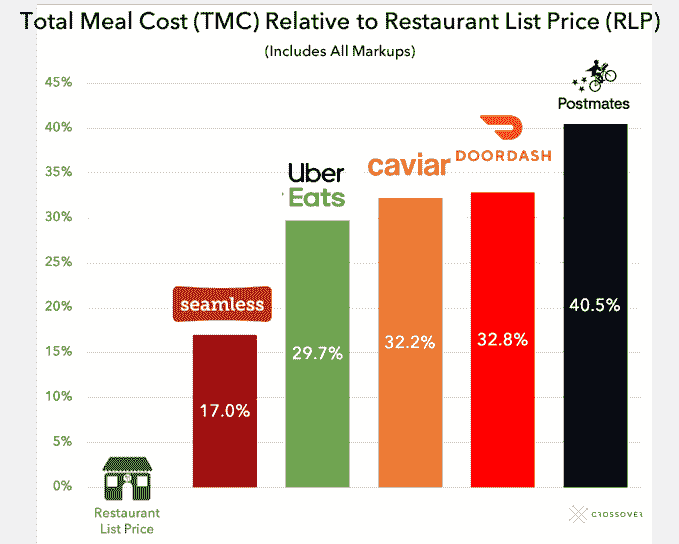 Total Meal Cost (TMC) Relative to Restaurant List Price (RLP)
(Includes All Markups)
45%
40%
35%
30%
25%
20%
15%
10%
5%
0%
Restaurant
List Price
seamless
17.0%
Uber
Eats
29.7%
caviar
32.2%
DOORDASH
32.8%
Postmates
40.5%
CROSSOVER